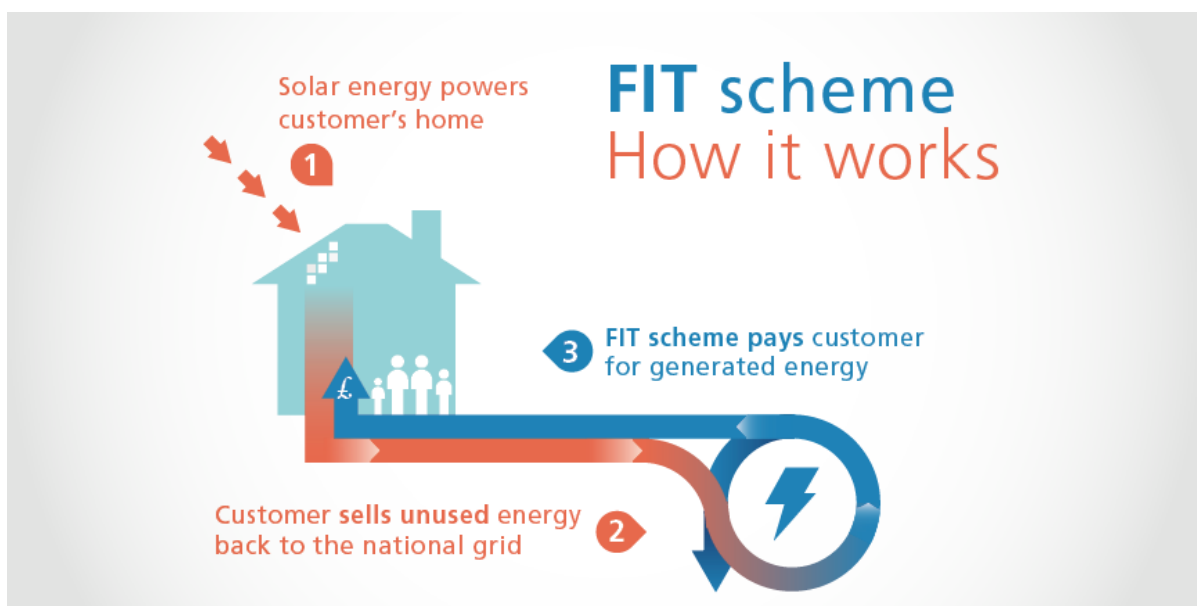 FIT scheme
How it works
Solar energy powers
customer's home
1
£
3
FIT scheme pays customer
for generated energy
Customer sells unused energy
back to the national grid
2